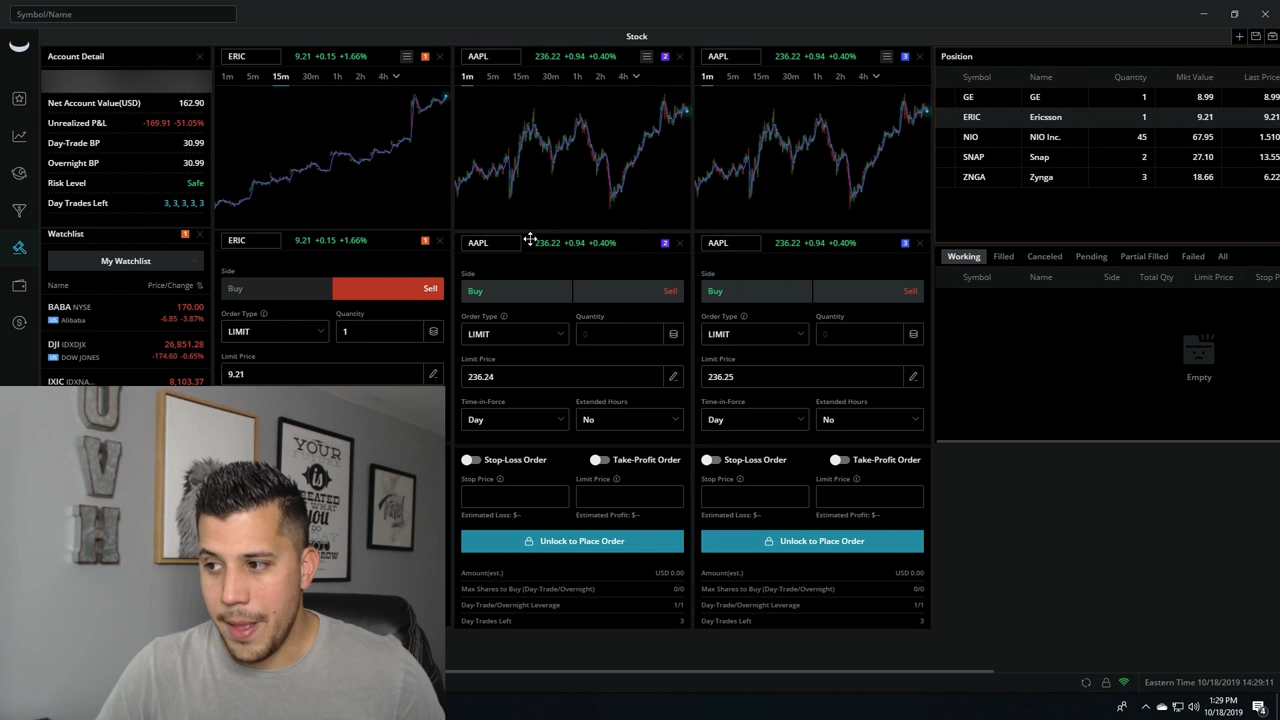 Symbol/Name
Stock
Account Detail
Net Account Value(USD) 162.90
Unrealized P&L -169.91 -51.05%
Day-Trade BP 30.99
Overnight BP 30.99
Risk Level Safe
Day Trades Left 3, 3, 3, 3, 3
Watchlist 1
My Watchlist
Name Price/Change
BABA NYSE 170.00
US Alibaba -6.85 -3.87%
DJI IDXDJX 26,851.28
US DOW JONES -174.60 -0.65%
IXIC IDXNA... 8,103.37
ERIC 9.21 +0.15 +1.66% 1
1m 5m 15m 30m 1h 2h 4h
ERIC 9.21 +0.15 +1.66% 1
Side
Buy Sell
Order Type Quantity
LIMIT 1
Limit Price
9.21
AAPL 236.22 +0.94 +0.40% 2
1m 5m 15m 30m 1h 2h 4h
AAPL 236.22 +0.94 +0.40% 2
Side
Buy Sell
Order Type Quantity
LIMIT 0
Limit Price
236.24
Time-in-Force Extended Hours
Day No
Stop-Loss Order Take-Profit Order
Stop Price Limit Price
Estimated Loss: $-- Estimated Profit: $--
Unlock to Place Order
Amount(est.) USD 0.00
Max Shares to Buy (Day-Trade/Overnight) 0/0
Day-Trade/Overnight Leverage 1/1
Day Trades Left 3
AAPL 236.22 +0.94 +0.40% 3
1m 5m 15m 30m 1h 2h 4h
AAPL 236.22 +0.94 +0.40% 3
Side
Buy Sell
Order Type Quantity
LIMIT 0
Limit Price
236.25
Time-in-Force Extended Hours
Day No
Stop-Loss Order Take-Profit Order
Stop Price Limit Price
Estimated Loss: $-- Estimated Profit: $--
Unlock to Place Order
Amount(est.) USD 0.00
Max Shares to Buy (Day-Trade/Overnight) 0/0
Day-Trade/Overnight Leverage 1/1
Day Trades Left 3
Position
Symbol Name Quantity Mkt Value Last Price
GE GE 1 8.99 8.99
ERIC Ericsson 1 9.21 9.21
NIO NIO Inc. 45 67.95 1.510
SNAP Snap 2 27.10 13.55
ZNGA Zynga 3 18.66 6.22
Working Filled Canceled Pending Partial Filled Failed All
Symbol Name Side Total Qty Limit Price Stop P
Empty
U
V
H
YOUR
IS
CREATED
WHAT
YOU
Eastern Time 10/18/2019 14:29:11
1:29 PM
10/18/2019